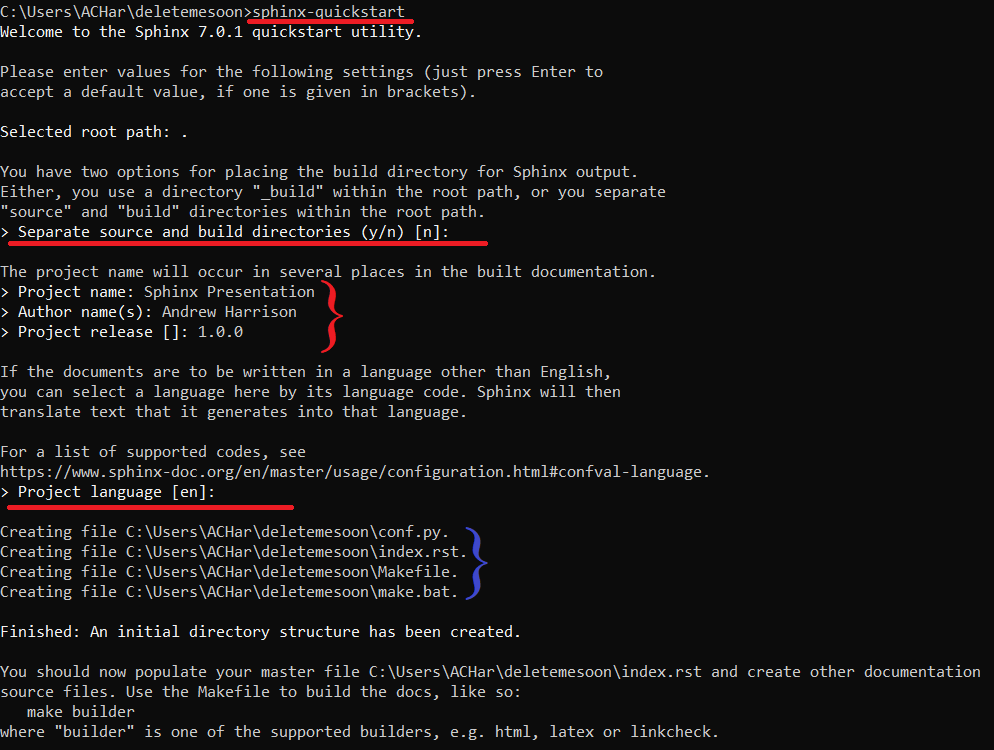 C:\Users\ACHar\deletemesoon>sphinx-quickstart
Welcome to the Sphinx 7.0.1 quickstart utility.
Please enter values for the following settings (just press Enter to
accept a default value, if one is given in brackets).
Selected root path: .
You have two options for placing the build directory for Sphinx output.
Either, you use a directory "_build" within the root path, or you separate
"source" and "build" directories within the root path.
> Separate source and build directories (y/n) [n]:
The project name will occur in several places in the built documentation.
> Project name: Sphinx Presentation
> Author name(s): Andrew Harrison
> Project release []: 1.0.0
If the documents are to be written in a language other than English,
you can select a language here by its language code. Sphinx will then
translate text that it generates into that language.
For a list of supported codes, see
https://www.sphinx-doc.org/en/master/usage/configuration.html#confval-language.
> Project language [en]:
Creating file C:\Users\ACHar\deletemesoon\conf.py.
Creating file C:\Users\ACHar\deletemesoon\index.rst.
Creating file C:\Users\ACHar\deletemesoon\Makefile.
Creating file C:\Users\ACHar\deletemesoon\make.bat.
Finished: An initial directory structure has been created.
You should now populate your master file C:\Users\ACHar\deletemesoon\index.rst and create other documentation
source files. Use the Makefile to build the docs, like so:
make builder
where "builder" is one of the supported builders, e.g. html, latex or linkcheck.